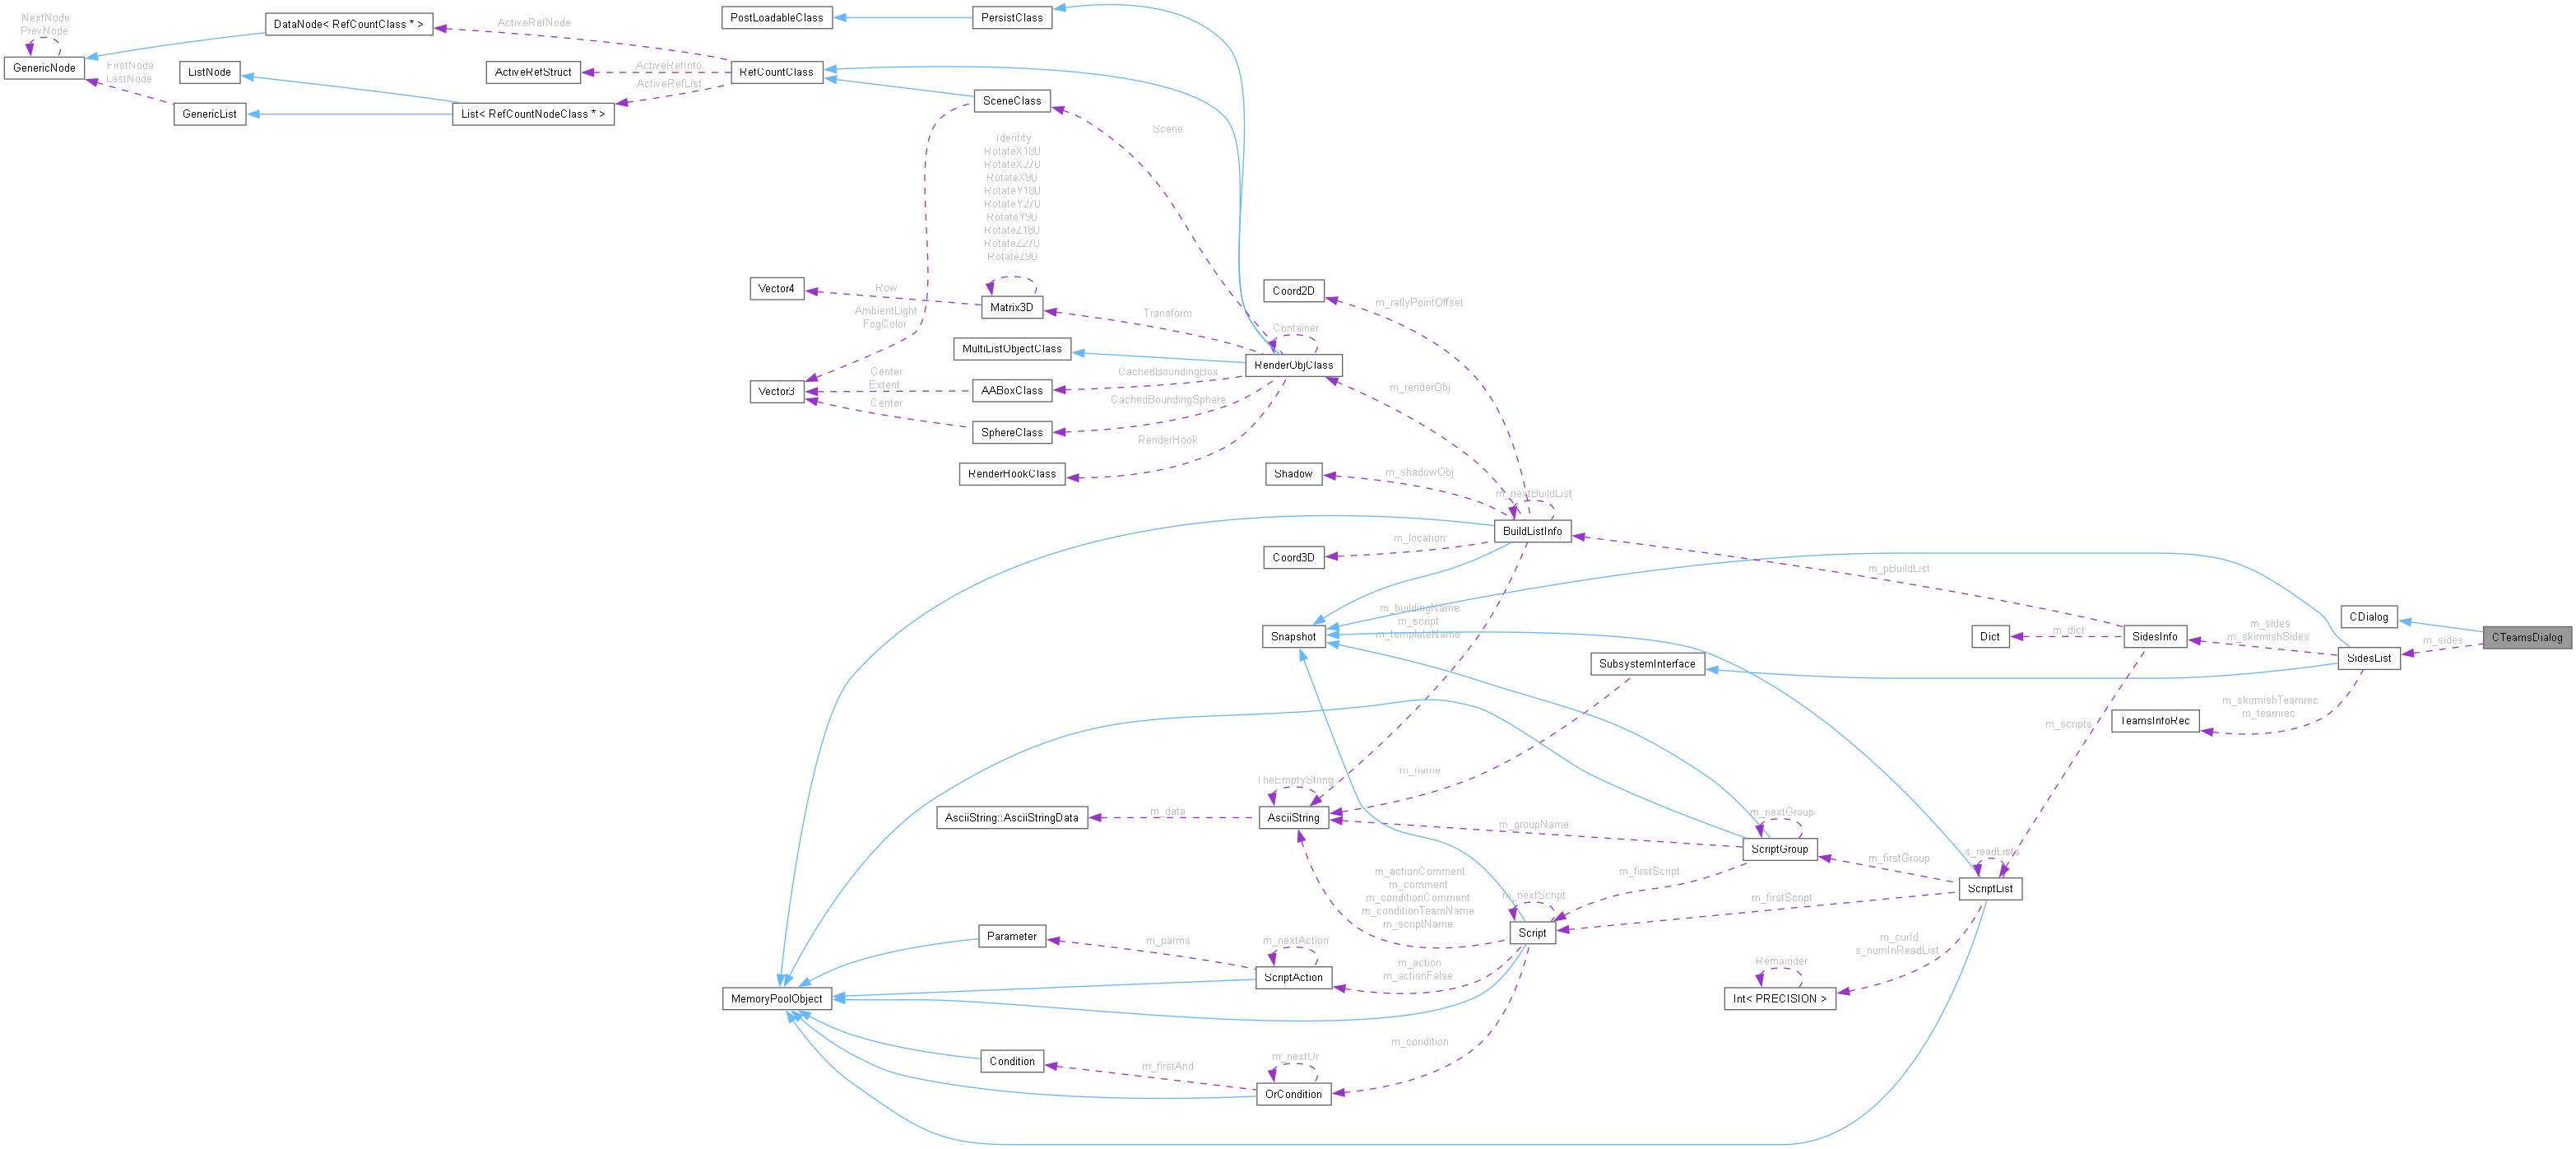 NextNode
PrevNode
GenericNode
FirstNode
LastNode
DataNode< RefCountClass * >
ListNode
GenericList
ActiveRefNode
ActiveRefStruct
ActiveRefInfo
ActiveRefList
List< RefCountNodeClass * >
PostLoadableClass
PersistClass
RefCountClass
SceneClass
Scene
Identity
RotateX180
RotateX270
RotateX90
RotateY180
RotateY270
RotateY90
RotateZ180
RotateZ270
RotateZ90
...
Vector4
Row
Matrix3D
Transform
AmbientLight
FogColor
MultiListObjectClass
Container
RenderObjClass
Vector3
Center
Extent
Center
AABoxClass
CachedBoundingBox
CachedBoundingSphere
SphereClass
RenderHook
RenderHookClass
Coord2D
m_rallyPointOffset
m_renderObj
Shadow
m_shadowObj
m_nextBuildList
BuildListInfo
Coord3D
m_location
m_pBuildList
m_buildingName
m_script
m_templateName
Snapshot
SubsystemInterface
Dict
m_dict
SidesInfo
m_sides
m_skirmishSides
SidesList
CDialog
m_sides
CTeamsDialog
m_skirmishTeamrec
m_teamrec
TeamsInfoRec
m_scripts
m_name
TheEmptyString
AsciiString::AsciiStringData
m_data
AsciiString
m_groupName
m_nextGroup
ScriptGroup
m_firstGroup
s_readLists
ScriptList
m_firstScript
m_firstScript
m_actionComment
m_comment
m_conditionComment
m_conditionTeamName
m_scriptName
m_nextScript
Script
m_curId
s_numInReadList
Remainder
Int< PRECISION >
Parameter
m_parms
m_nextAction
ScriptAction
m_action
m_actionFalse
MemoryPoolObject
Condition
m_firstAnd
m_nextOr
OrCondition
m_condition